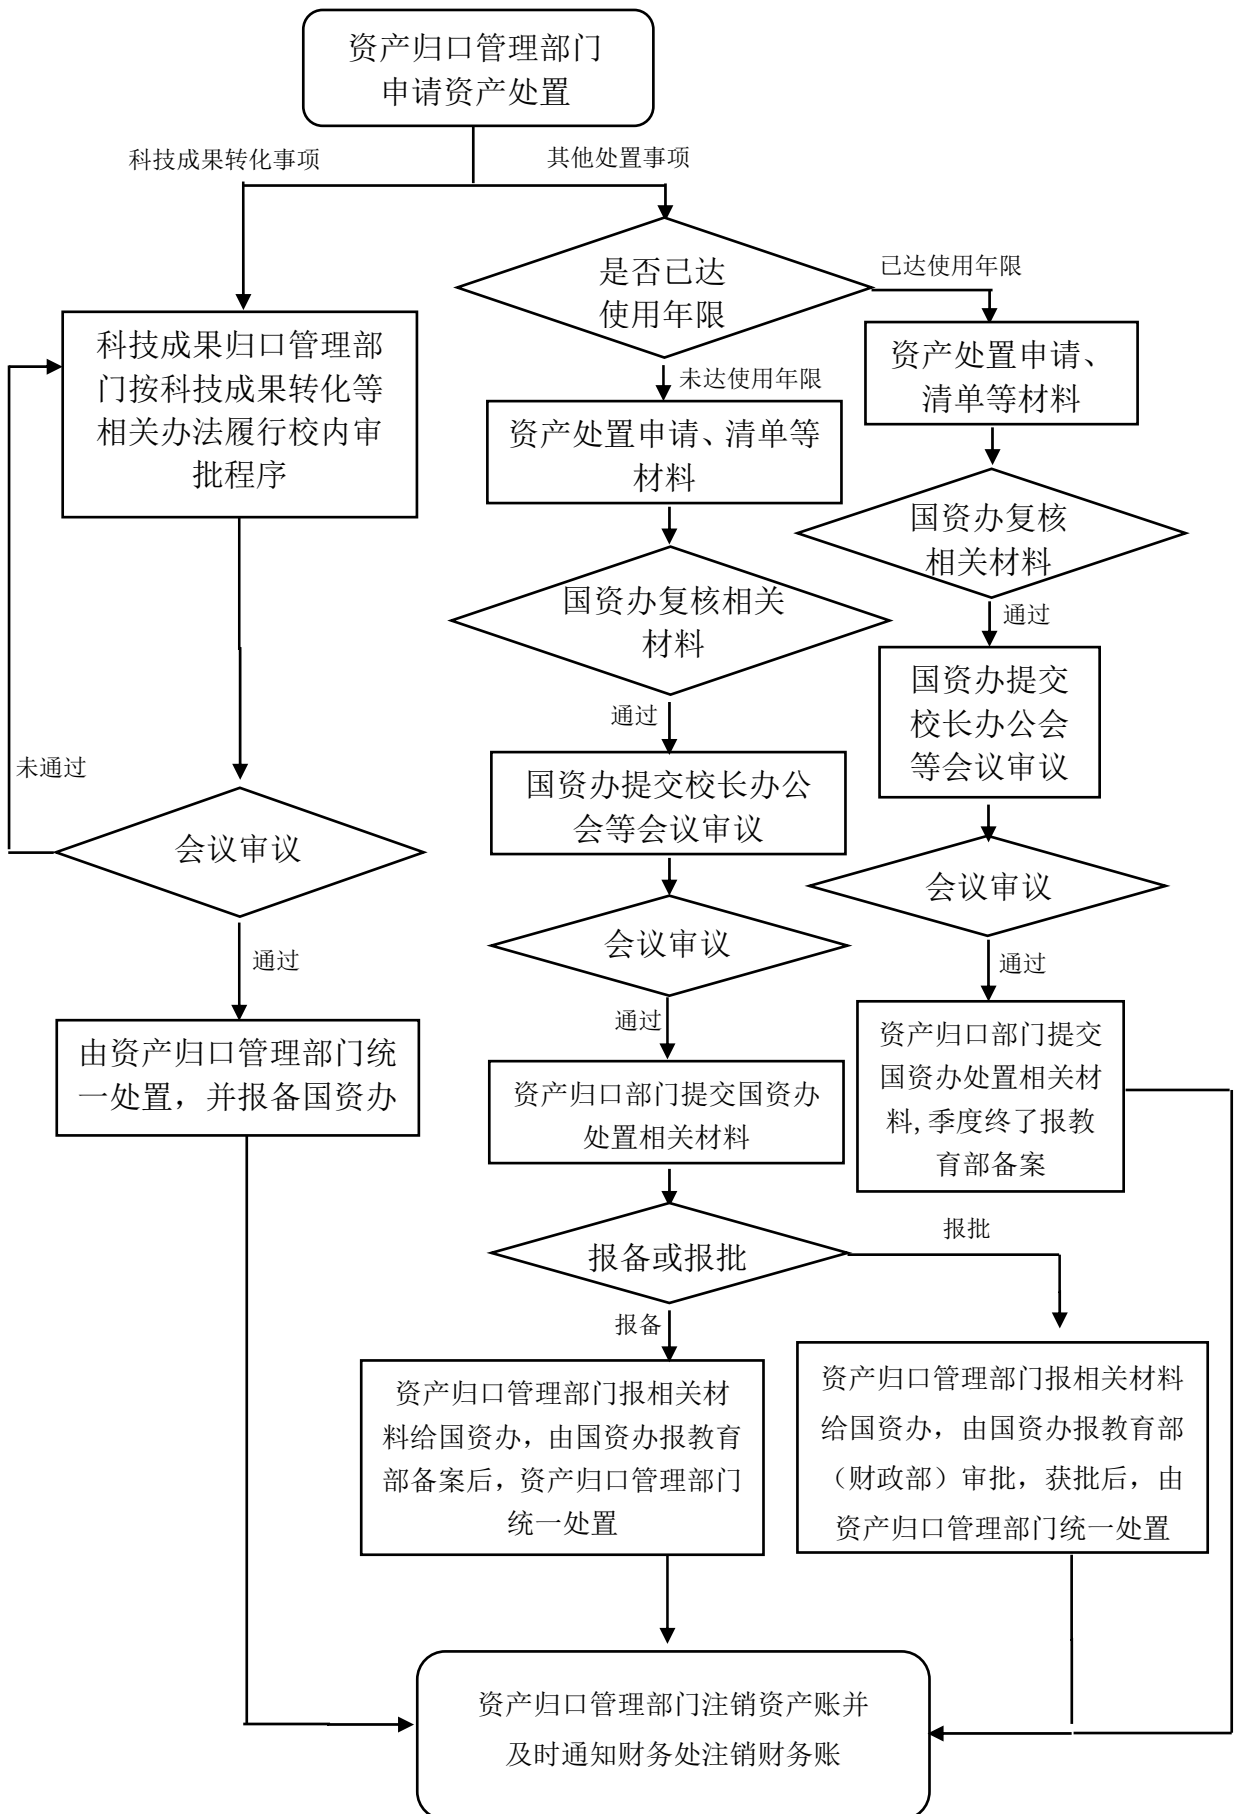 资产归口管理部门
申请资产处置
科技成果转化事项
其他处置事项
是否已达
使用年限
已达使用年限
未达使用年限
科技成果归口管理部
门按科技成果转化等
相关办法履行校内审
批程序
资产处置申请、清单等
材料
资产处置申请、
清单等材料
国资办复核相关
材料
国资办复核
相关材料
通过
通过
国资办提交校长办公
会等会议审议
国资办提交
校长办公会
等会议审议
未通过
会议审议
会议审议
会议审议
通过
通过
通过
由资产归口管理部门统
一处置，并报备国资办
资产归口部门提交国资办
处置相关材料
资产归口部门提交
国资办处置相关材
料,季度终了报教
育部备案
报备或报批
报批
报备
资产归口管理部门报相关材
料给国资办，由国资办报教育
部备案后，资产归口管理部门
统一处置
资产归口管理部门报相关材料
给国资办，由国资办报教育部
（财政部）审批，获批后，由
资产归口管理部门统一处置
资产归口管理部门注销资产账并
及时通知财务处注销财务账